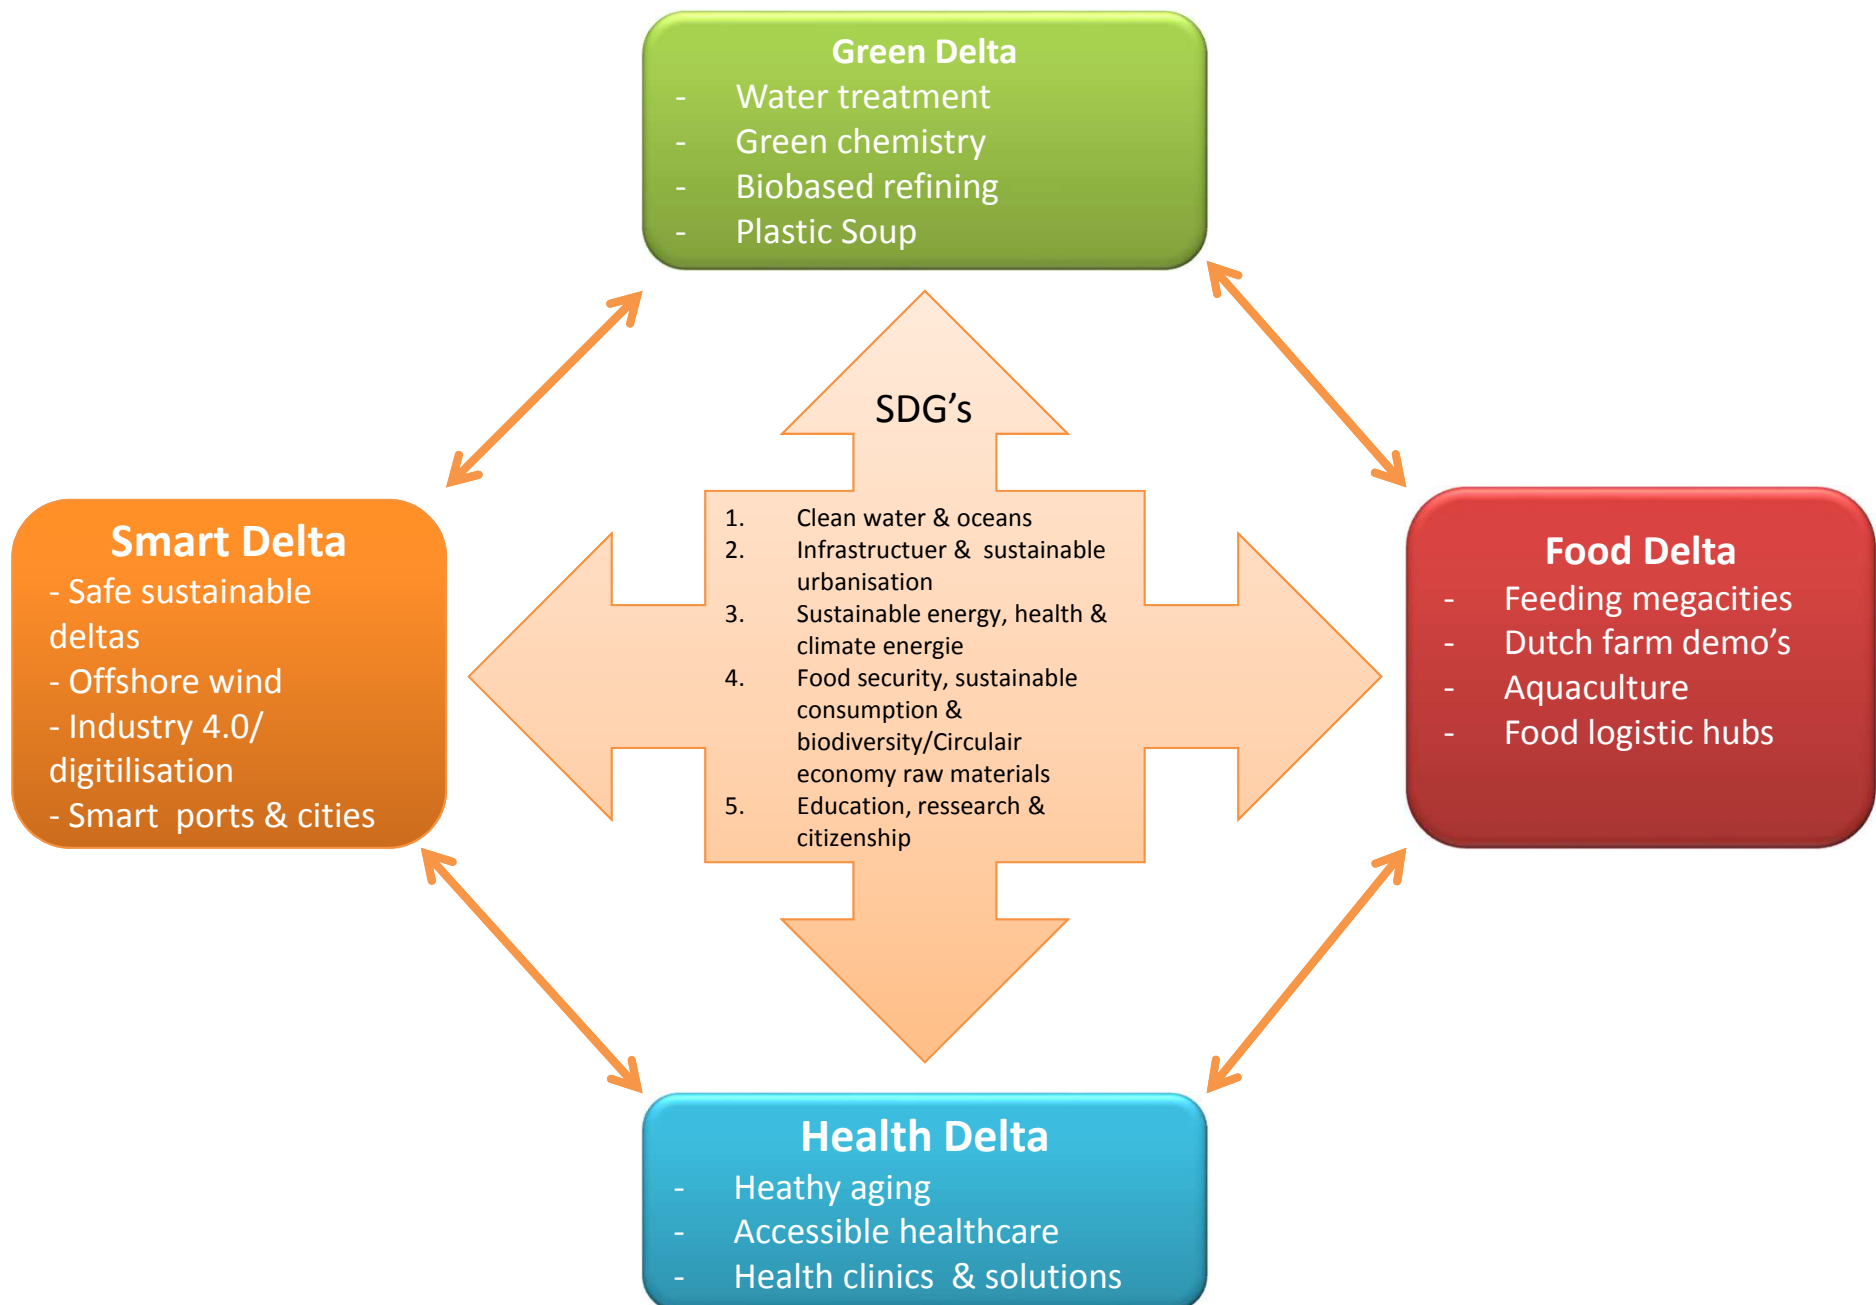 Green Delta
- Water treatment
- Green chemistry
- Biobased refining
- Plastic Soup
SDG's
1. Clean water & oceans
2. Infrastructuer & sustainable
urbanisation
3. Sustainable energy, health &
climate energie
4. Food security, sustainable
consumption &
biodiversity/Circulair
economy raw materials
5. Education, ressearch &
citizenship
Smart Delta
- Safe sustainable
deltas
- Offshore wind
- Industry 4.0/
digitilisation
- Smart ports & cities
Food Delta
- Feeding megacities
- Dutch farm demo's
- Aquaculture
- Food logistic hubs
Health Delta
- Heathy aging
- Accessible healthcare
- Health clinics & solutions